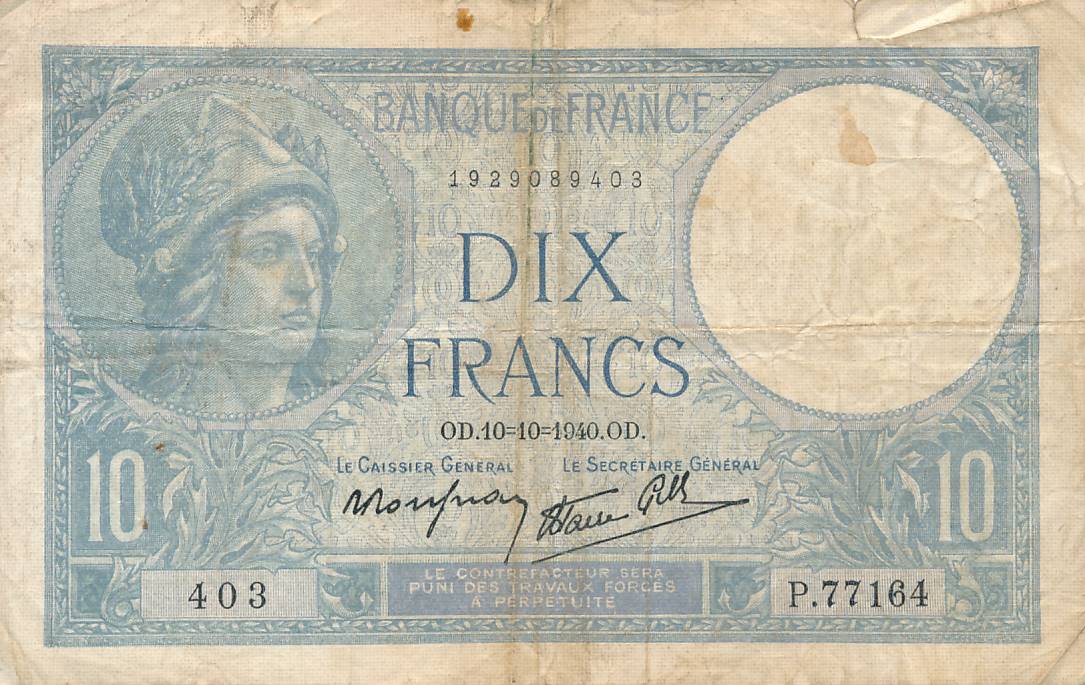 BANQUE DE FRANCE
1929089403
DIX
FRANCS
OD.10=10=1940.OD.
LE CAISSIER GÉNÉRAL LE SECRÉTAIRE GÉNÉRAL
10 10
LE CONTREFACTEUR SERA
PUNI DES TRAVAUX FORCÉS
À PERPÉTUITÉ
403 P.77164